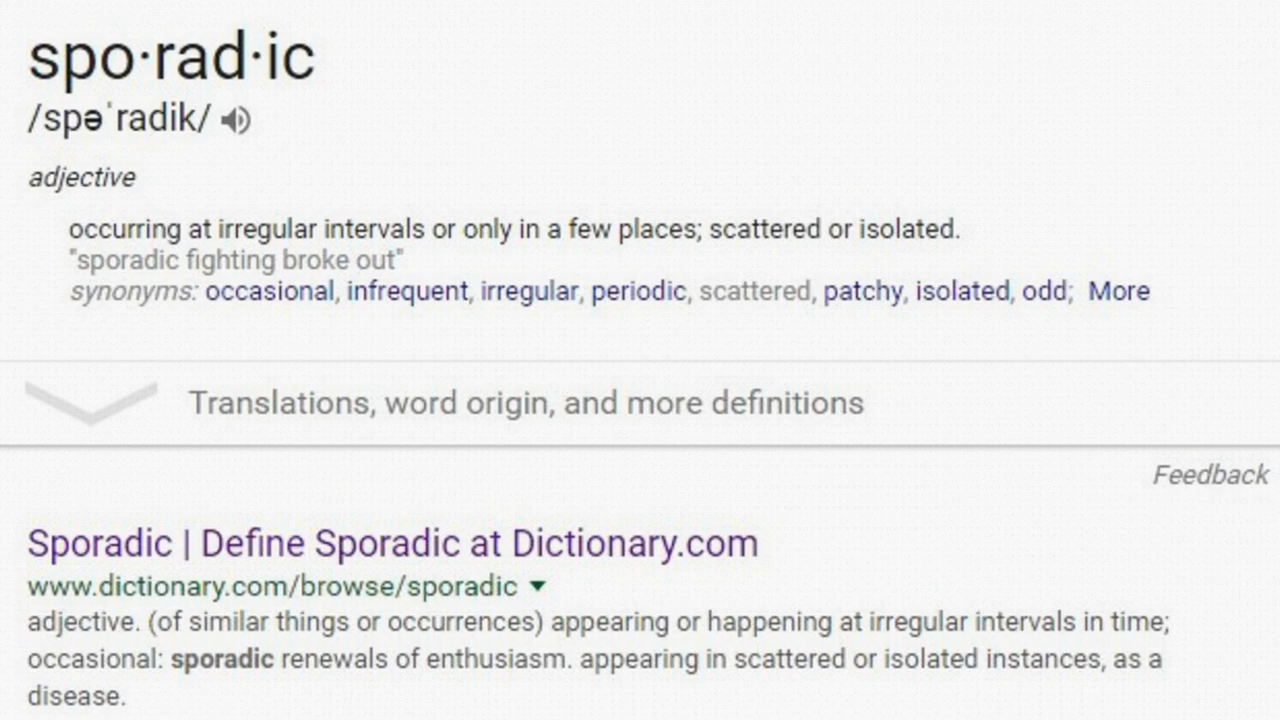 spo·rad·ic
/spəˈradik/
adjective
occurring at irregular intervals or only in a few places; scattered or isolated.
"sporadic fighting broke out"
synonyms: occasional, infrequent, irregular, periodic, scattered, patchy, isolated, odd; More
Translations, word origin, and more definitions
Feedback
Sporadic | Define Sporadic at Dictionary.com
www.dictionary.com/browse/sporadic
adjective. (of similar things or occurrences) appearing or happening at irregular intervals in time;
occasional: sporadic renewals of enthusiasm. appearing in scattered or isolated instances, as a
disease.